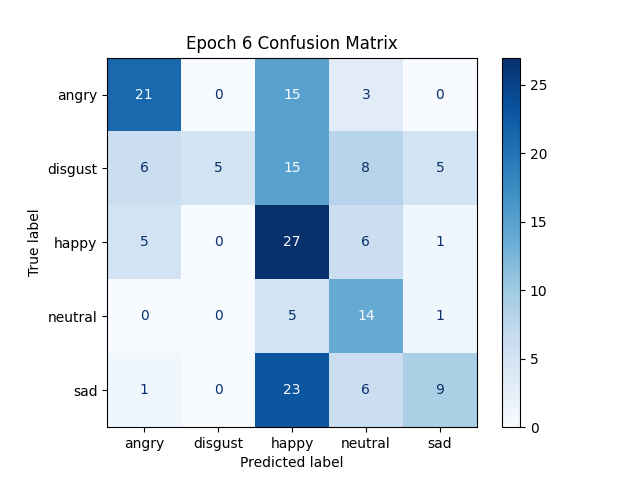 Epoch 6 Confusion Matrix
True label
angry 21 0 15 3 0
disgust 6 5 15 8 5
happy 5 0 27 6 1
neutral 0 0 5 14 1
sad 1 0 23 6 9
angry disgust happy neutral sad
Predicted label
25
20
15
10
5
0